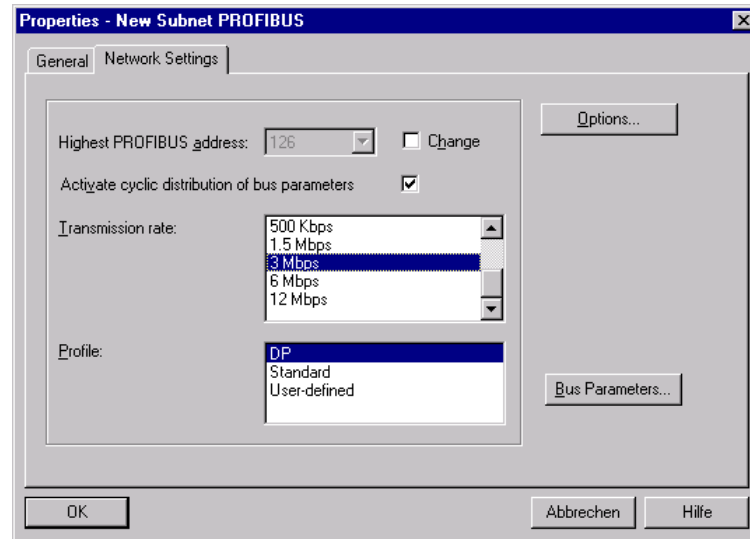 Properties - New Subnet PROFIBUS
General
Network Settings
Options...
Highest PROFIBUS address:
126
Change
Activate cyclic distribution of bus parameters
Transmission rate:
500 Kbps
1.5 Mbps
3 Mbps
6 Mbps
12 Mbps
Profile:
DP
Standard
User-defined
Bus Parameters...
OK
Abbrechen
Hilfe